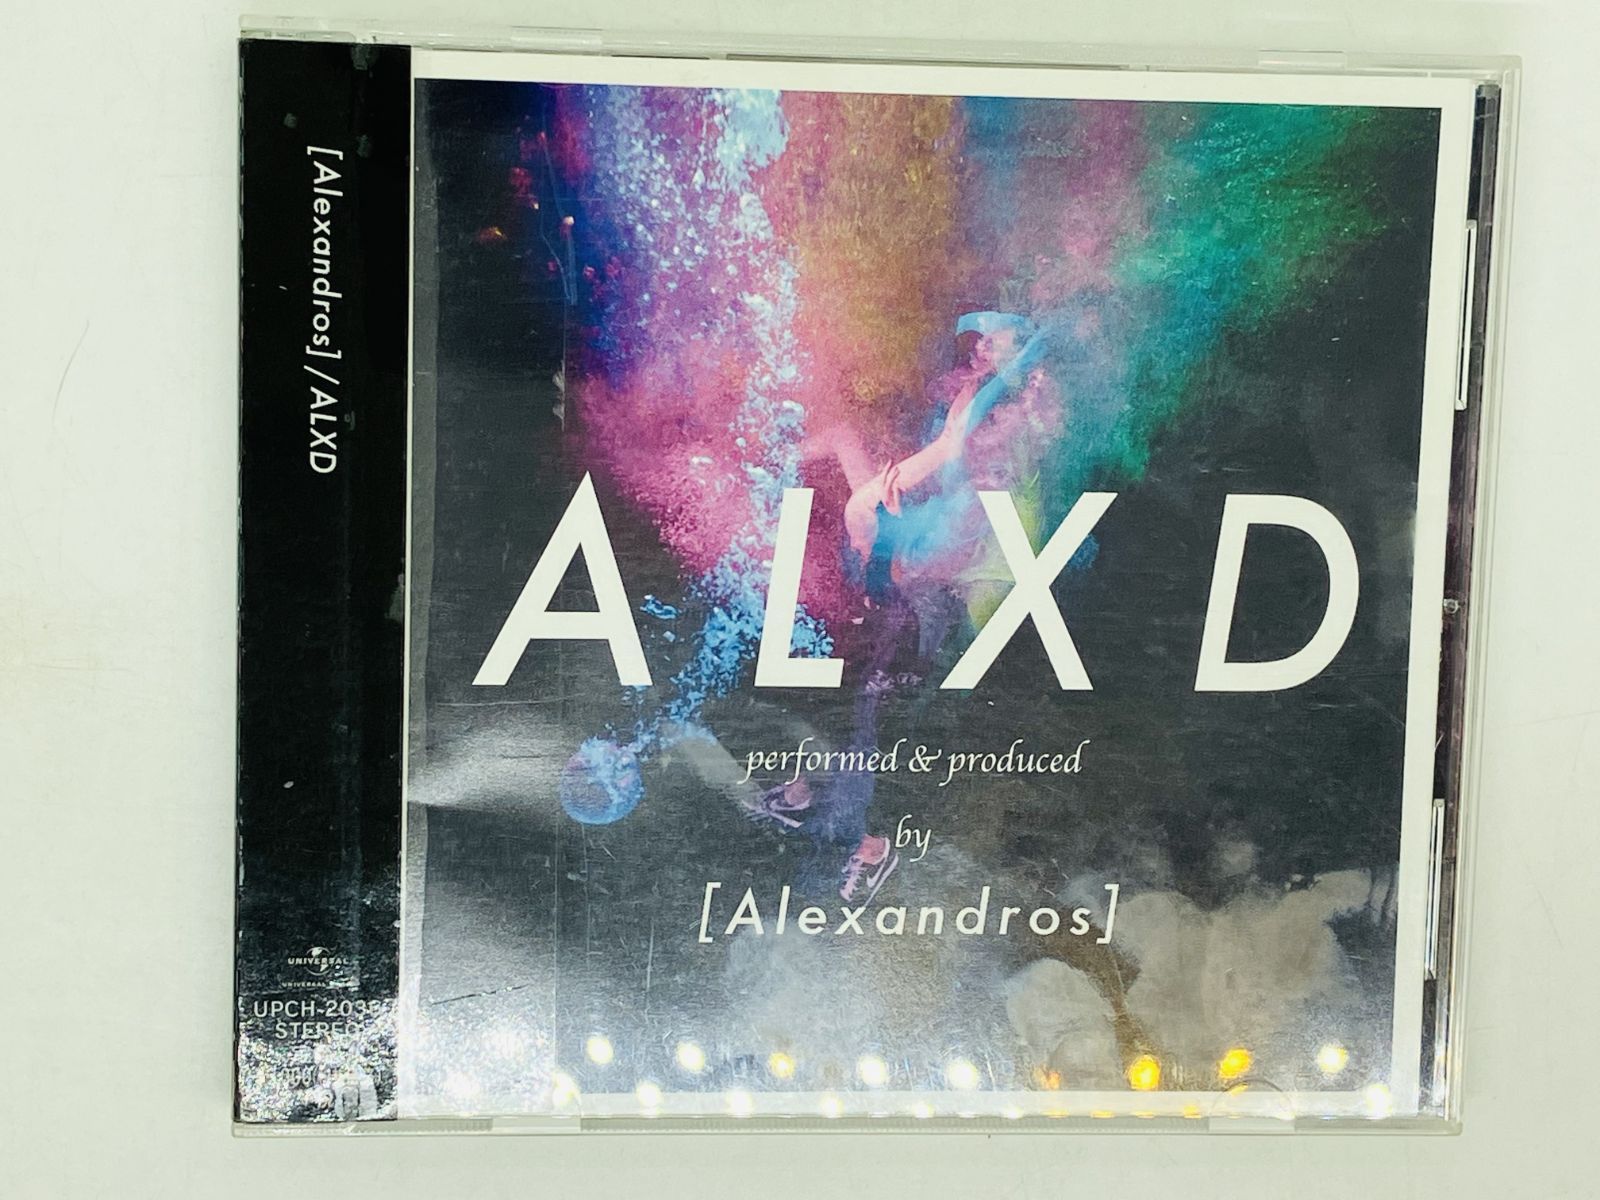 [Alexandros] / ALXD
UNIVERSAL
STEREO
ALXD
performed & produced
by
[Alexandros]